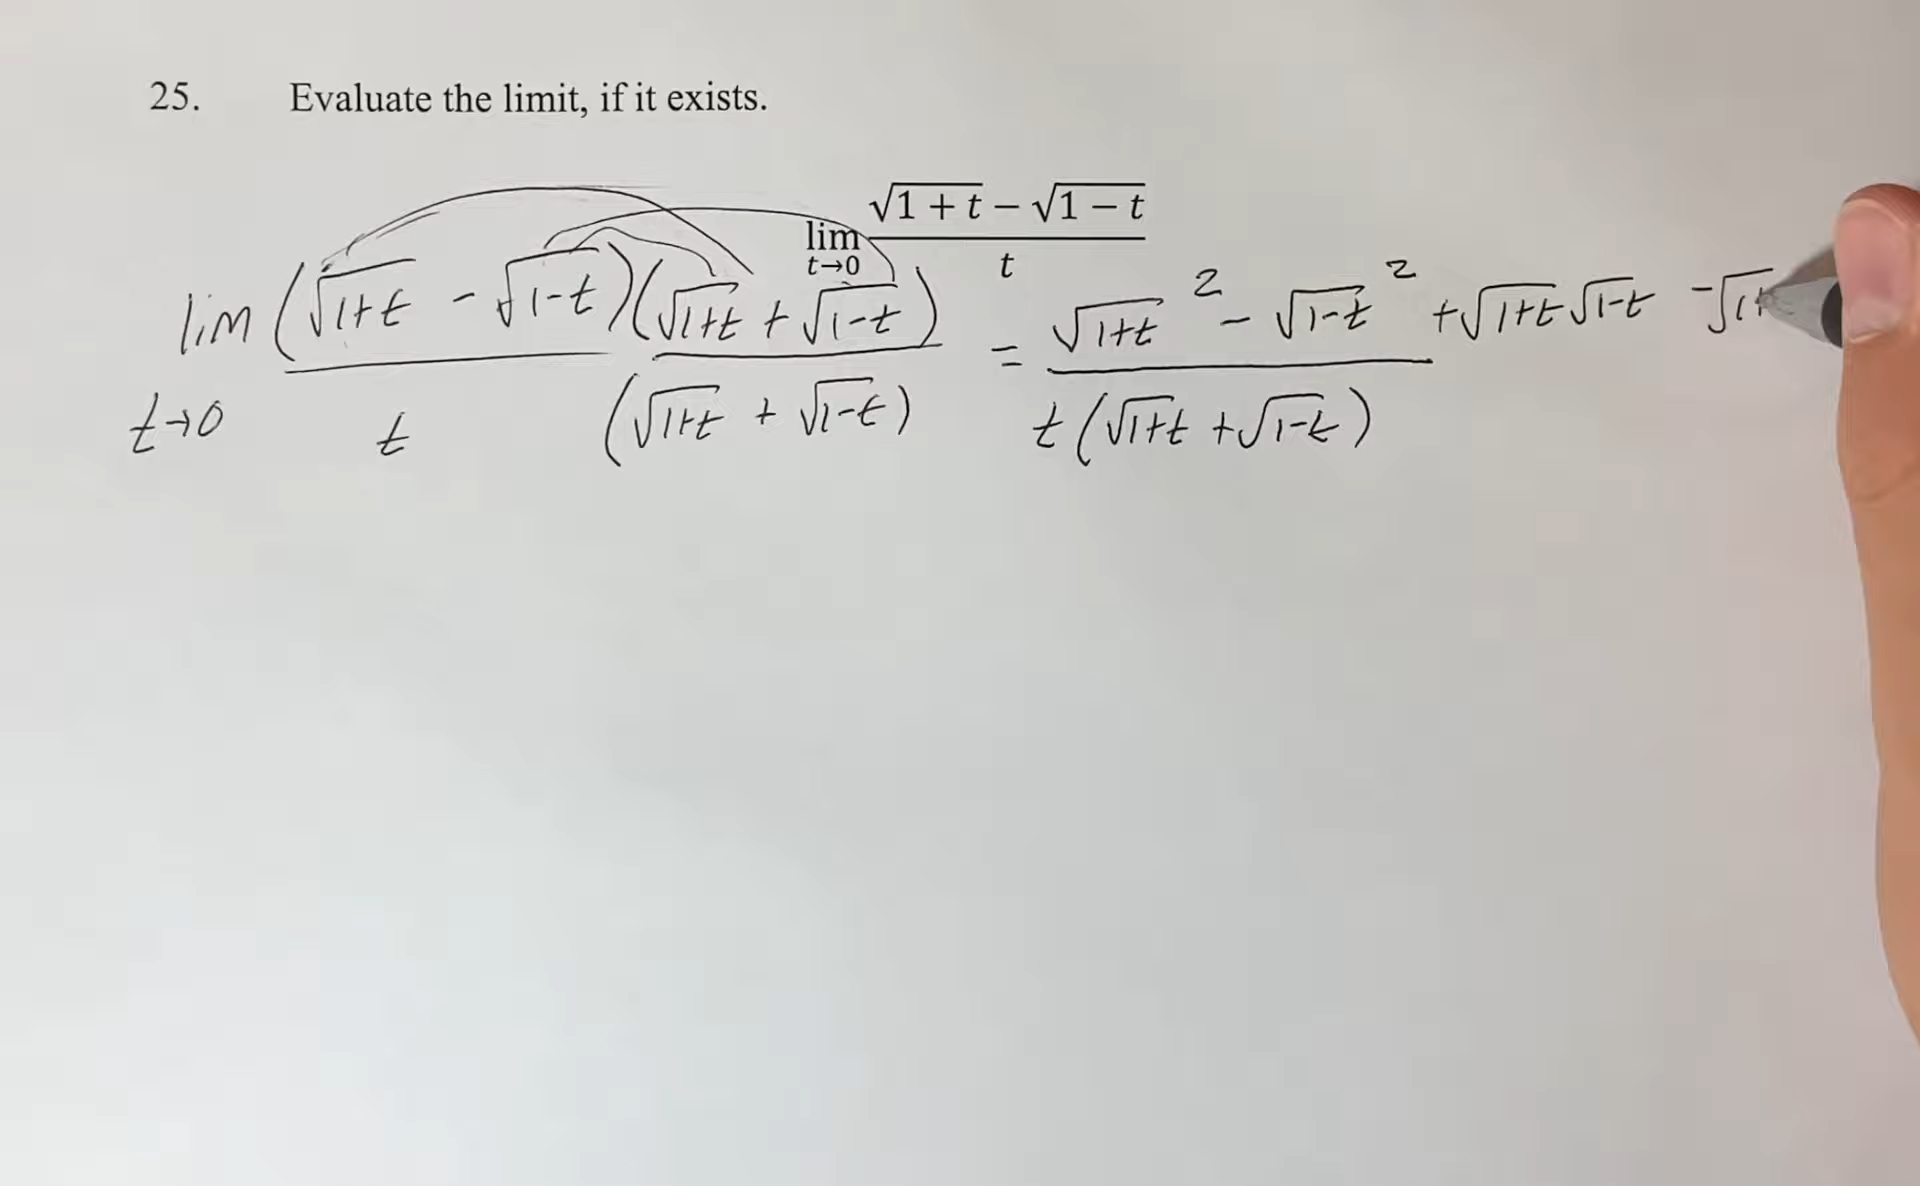 25. Evaluate the limit, if it exists.
lim t→0 (√(1+t) − √(1−t))/t
lim t→0 (√(1+t) - √(1-t))/t (√(1+t) + √(1-t))/(√(1+t) + √(1-t)) = (√(1+t)² - √(1-t)²)/(t(√(1+t) + √(1-t))) + √(1+t) √(1-t) - √1+